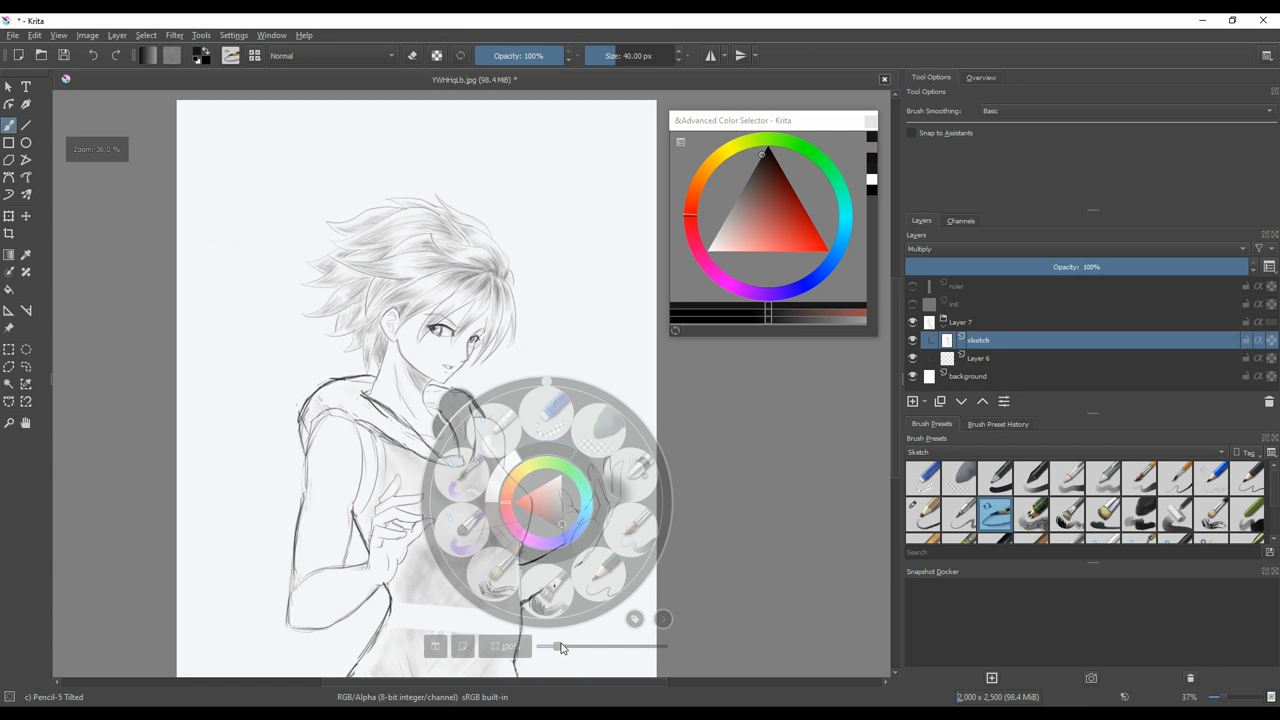 * - Krita
File Edit View Image Layer Select Filter Tools Settings Window Help
Normal
Opacity: 100%
Size: 40.00 px
YWHHqLb.jpg (98.4 MiB) *
Zoom: 36.0 %
&Advanced Color Selector - Krita
Tool Options
Overview
Tool Options
Brush Smoothing:
Basic
Snap to Assistants
Layers
Channels
Layers
Multiply
Opacity: 100%
ruler
inK
Layer 7
sketch
Layer 6
background
Brush Presets
Brush Preset History
Brush Presets
Sketch
Tag
Search
Snapshot Docker
100%
c) Pencil-5 Tilted
RGB/Alpha (8-bit integer/channel) sRGB built-in
2,000 x 2,500 (98.4 MiB)
37%